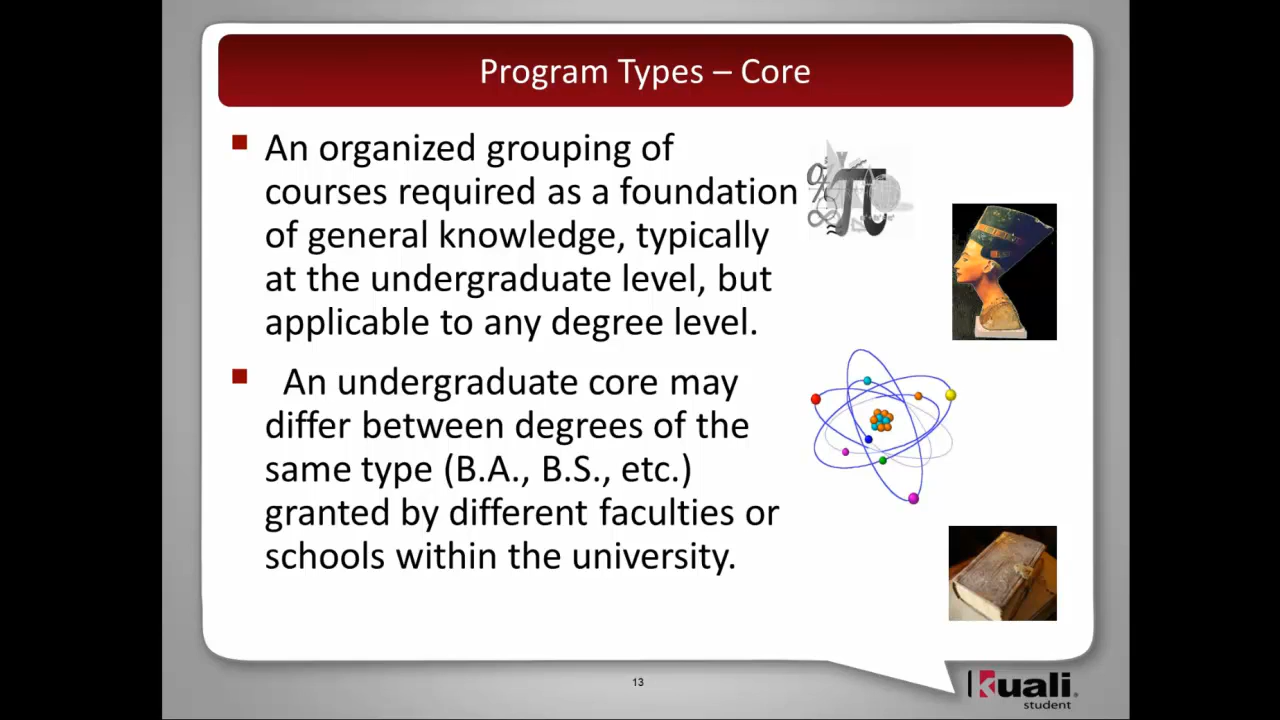 Program Types – Core
An organized grouping of
courses required as a foundation
of general knowledge, typically
at the undergraduate level, but
applicable to any degree level.
An undergraduate core may
differ between degrees of the
same type (B.A., B.S., etc.)
granted by different faculties or
schools within the university.
13
Kuali®
student